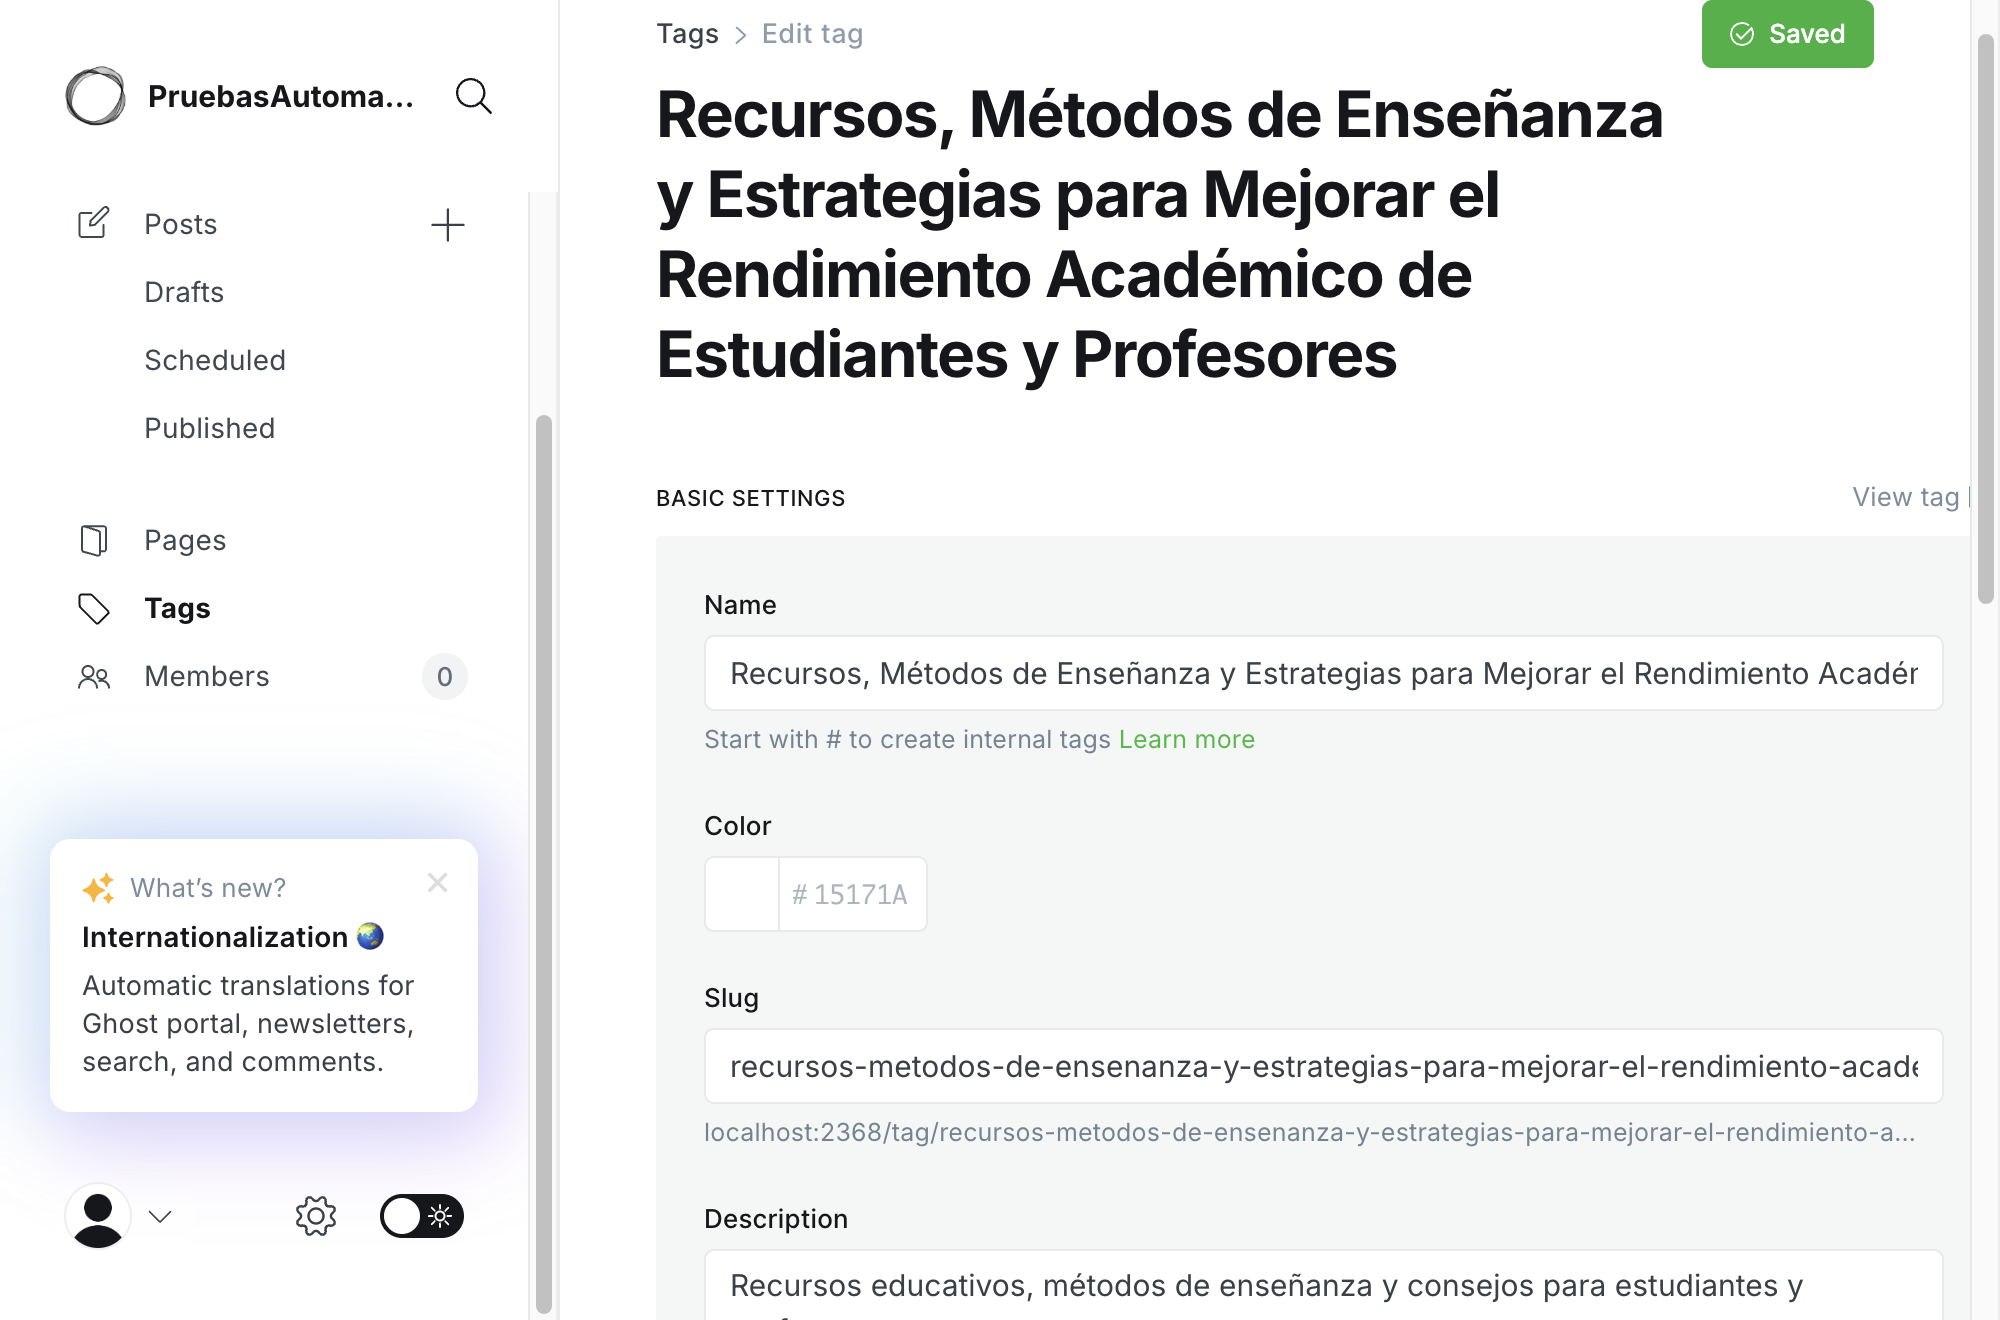 PruebasAutoma...
Posts
Drafts
Scheduled
Published
Pages
Tags
Members
0
What's new?
Internationalization
Automatic translations for
Ghost portal, newsletters,
search, and comments.
Tags > Edit tag
Saved
Recursos, Métodos de Enseñanza
y Estrategias para Mejorar el
Rendimiento Académico de
Estudiantes y Profesores
BASIC SETTINGS
View tag
Name
Recursos, Métodos de Enseñanza y Estrategias para Mejorar el Rendimiento
Start with # to create internal tags Learn more
Color
# 15171A
Slug
recursos-metodos-de-ensenanza-y-estrategias-para-mejorar-el-rendimiento-acade
localhost:2368/tag/recursos-metodos-de-ensenanza-y-estrategias-para-mejorar-el-rendimiento-a...
Description
Recursos educativos, métodos de enseñanza y consejos para estudiantes y